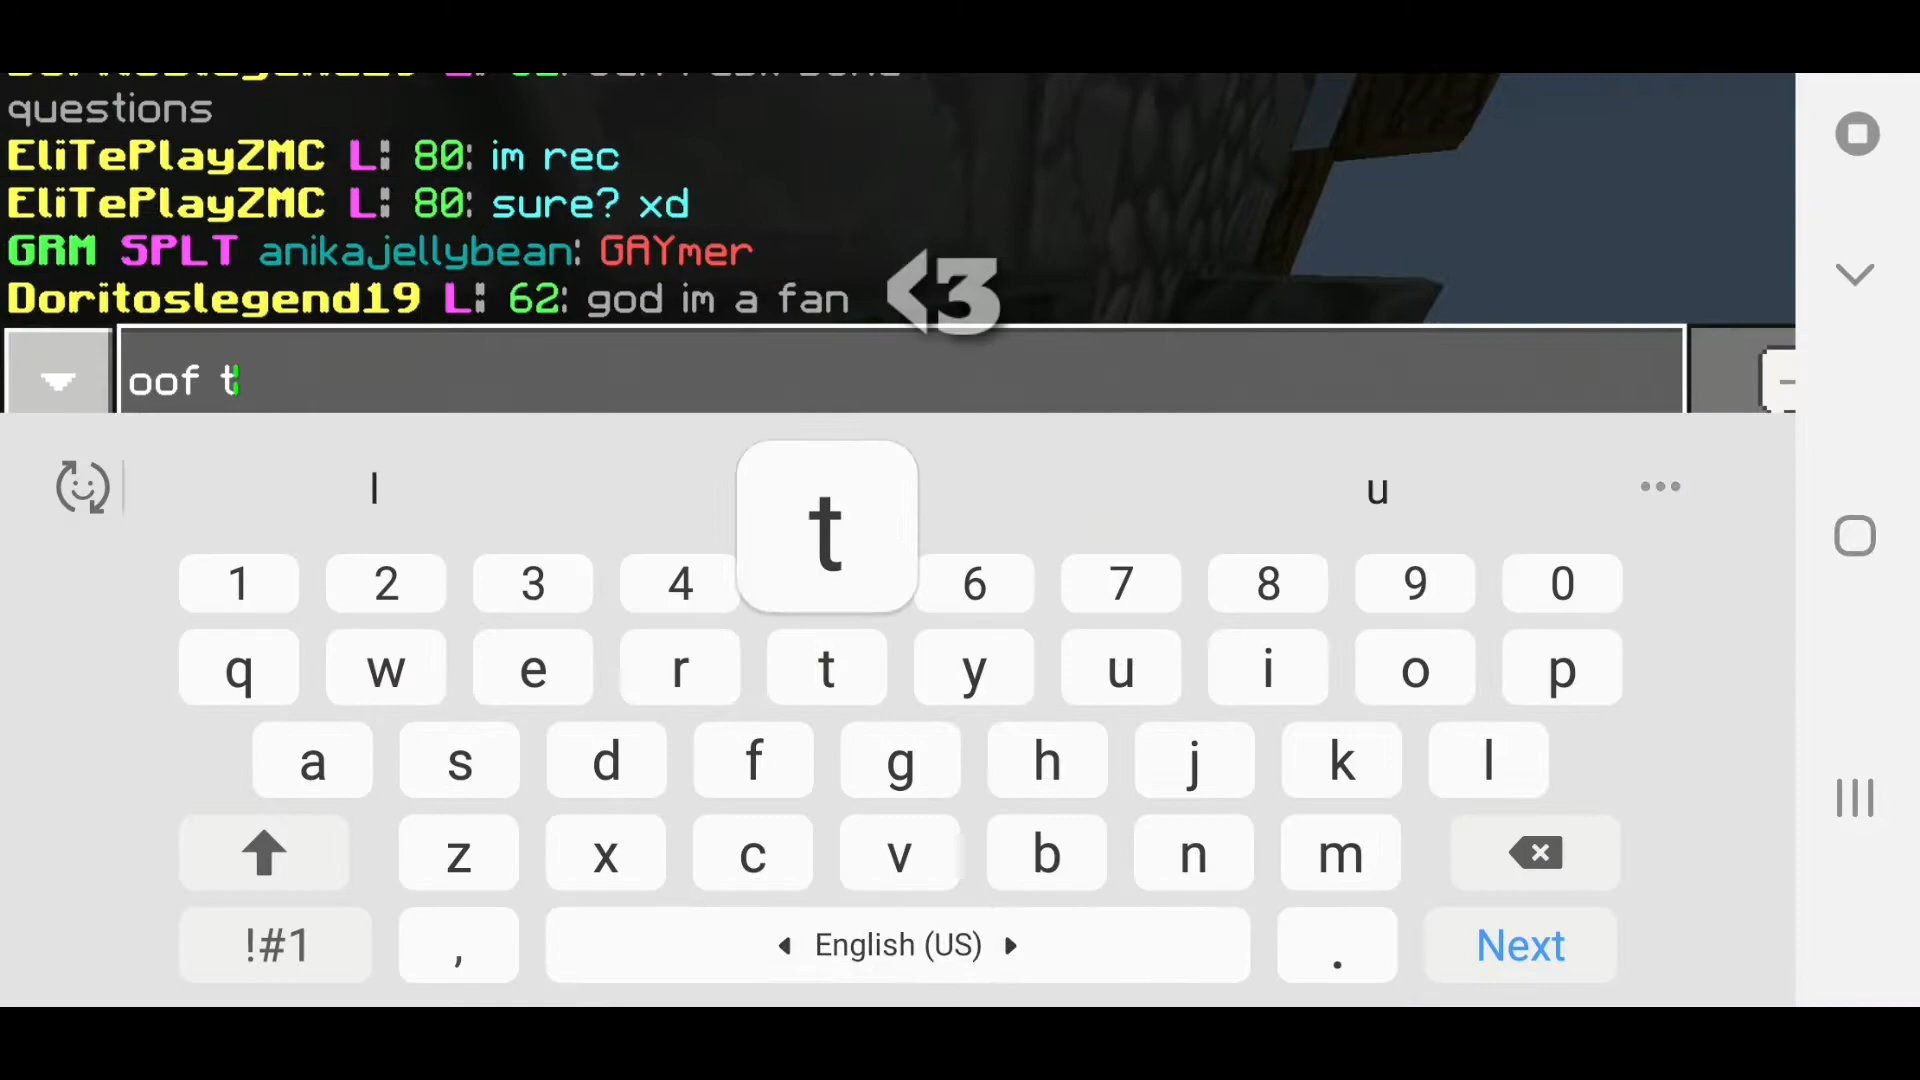 questions
EliTePlayZMC L: 80: im rec
EliTePlayZMC L: 80: sure? xd
GRM SPLT anikajellybean: GAYmer
Doritoslegend19 L: 62: god im a fan <3
oof t
I t u
1 2 3 4 6 7 8 9 0
q w e r t y u i o p
a s d f g h j k l
z x c v b n m
!#1 , English (US) . Next